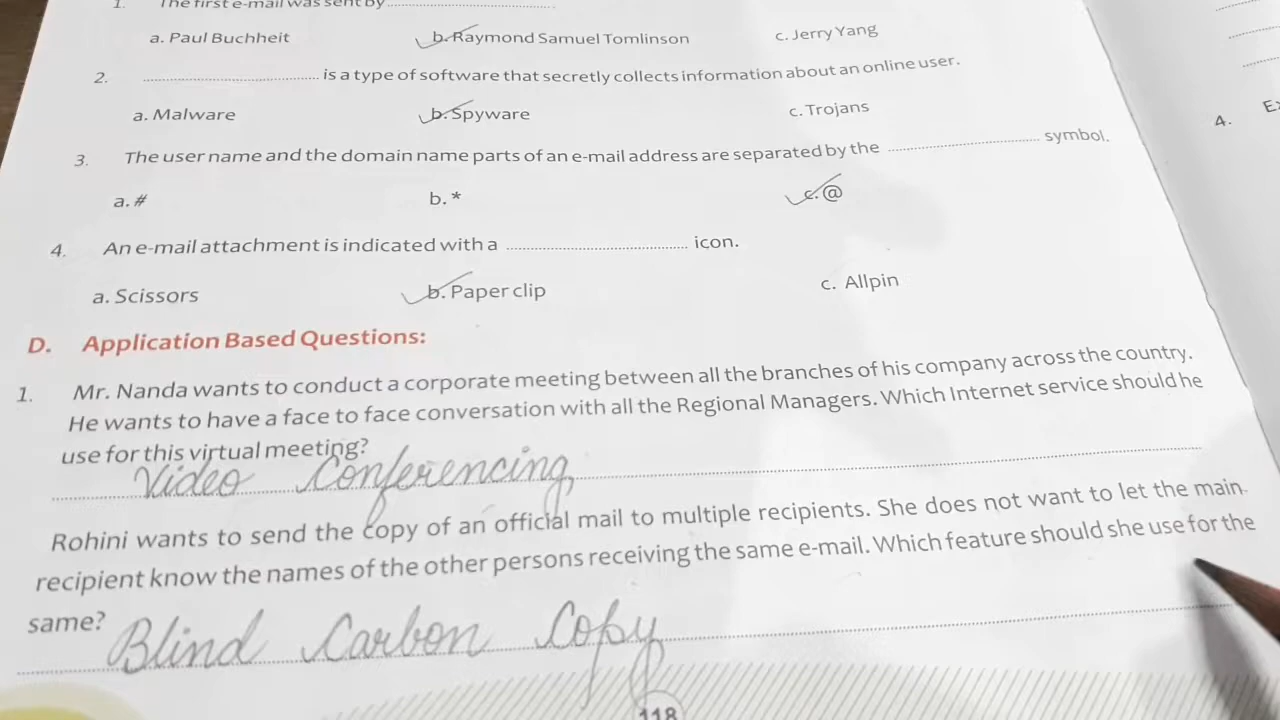 1. The first e-mail was sent by ..............................
a. Paul Buchheit b. Raymond Samuel Tomlinson c. Jerry Yang
2. .............................. is a type of software that secretly collects information about an online user.
a. Malware b. Spyware c. Trojans
3. The user name and the domain name parts of an e-mail address are separated by the .............................. symbol.
a. # b. * c. @
4. An e-mail attachment is indicated with a .............................. icon.
a. Scissors b. Paper clip c. Allpin
D. Application Based Questions:
1. Mr. Nanda wants to conduct a corporate meeting between all the branches of his company across the country.
He wants to have a face to face conversation with all the Regional Managers. Which Internet service should he
use for this virtual meeting?
Video Conferencing
Rohini wants to send the copy of an official mail to multiple recipients. She does not want to let the main
recipient know the names of the other persons receiving the same e-mail. Which feature should she use for the
same?
Blind Carbon Copy
118
4.